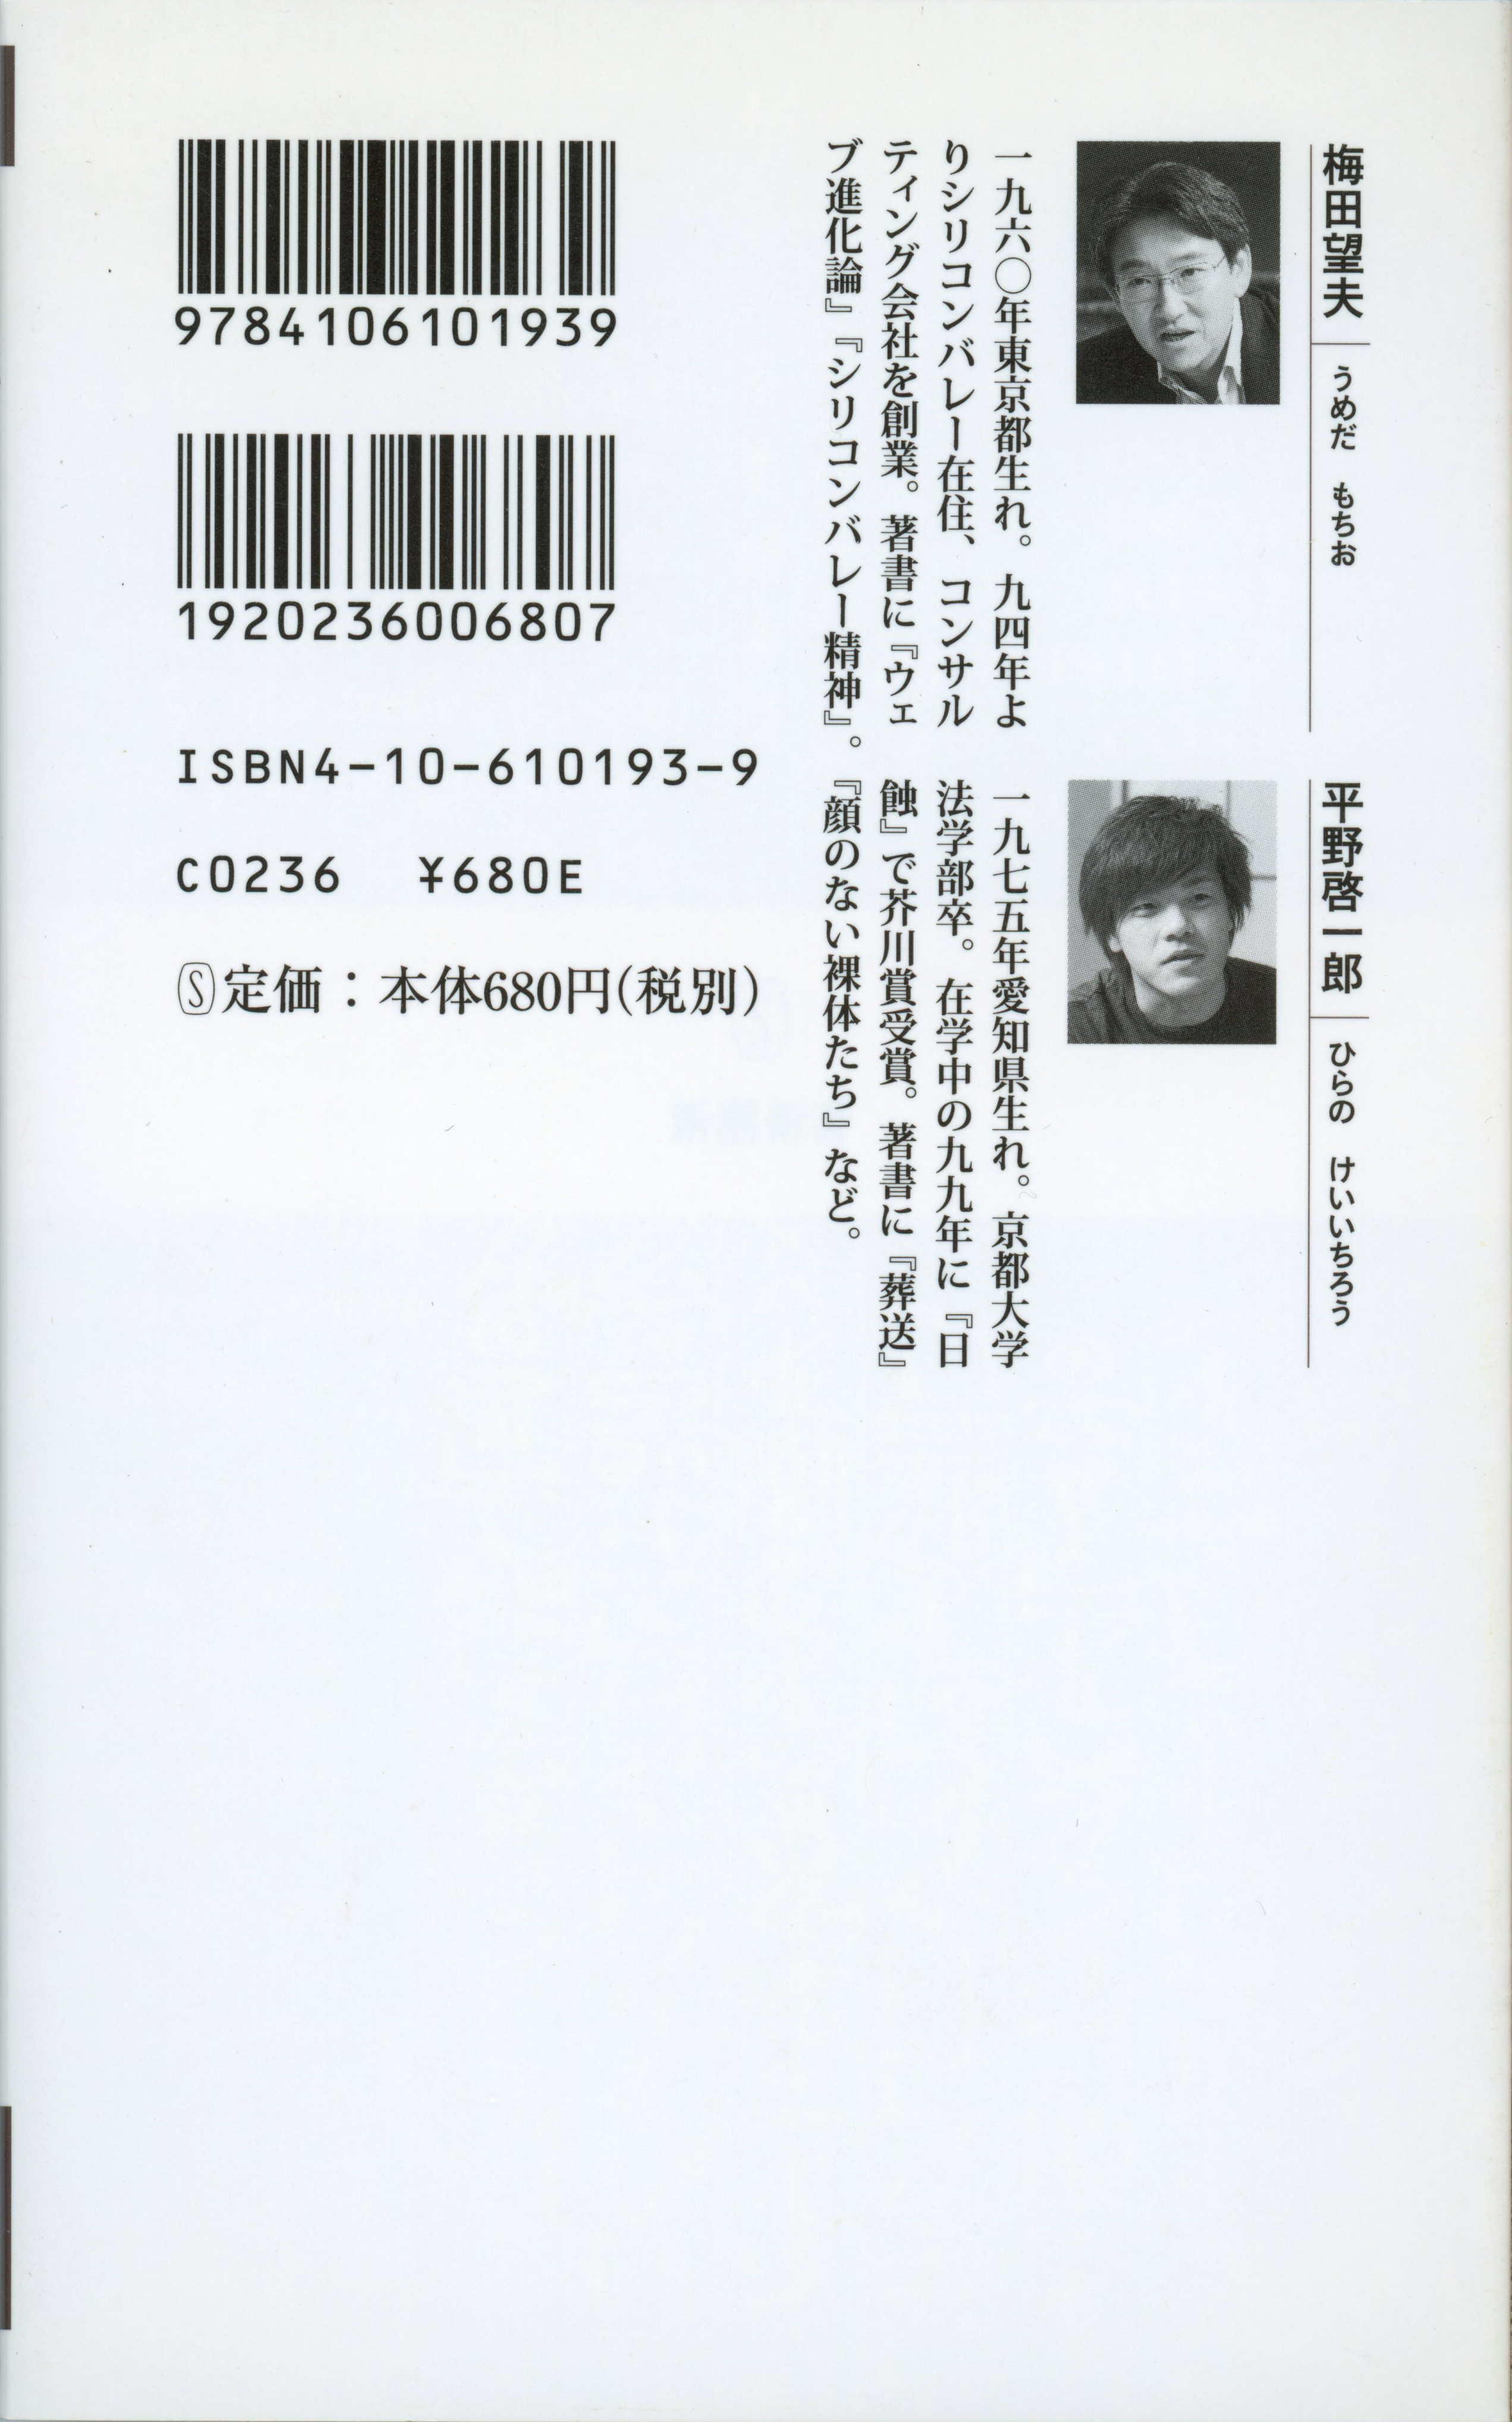 梅田望夫 うめだ もちお
一九六〇年東京都生れ。九四年よ
りシリコンバレー在住、コンサル
ティング会社を創業。著書に『ウェ
ブ進化論』『シリコンバレー精神』。
平野啓一郎 ひらの けいいちろう
一九七五年愛知県生れ。京都大学
法学部卒。在学中の九九年に『日
蝕』で芥川賞受賞。著書に『葬送』
『顔のない裸体たち』など。
9784106101939
1920236006807
ISBN4-10-610193-9
C0236 ¥680E
Ⓢ定価：本体680円(税別)